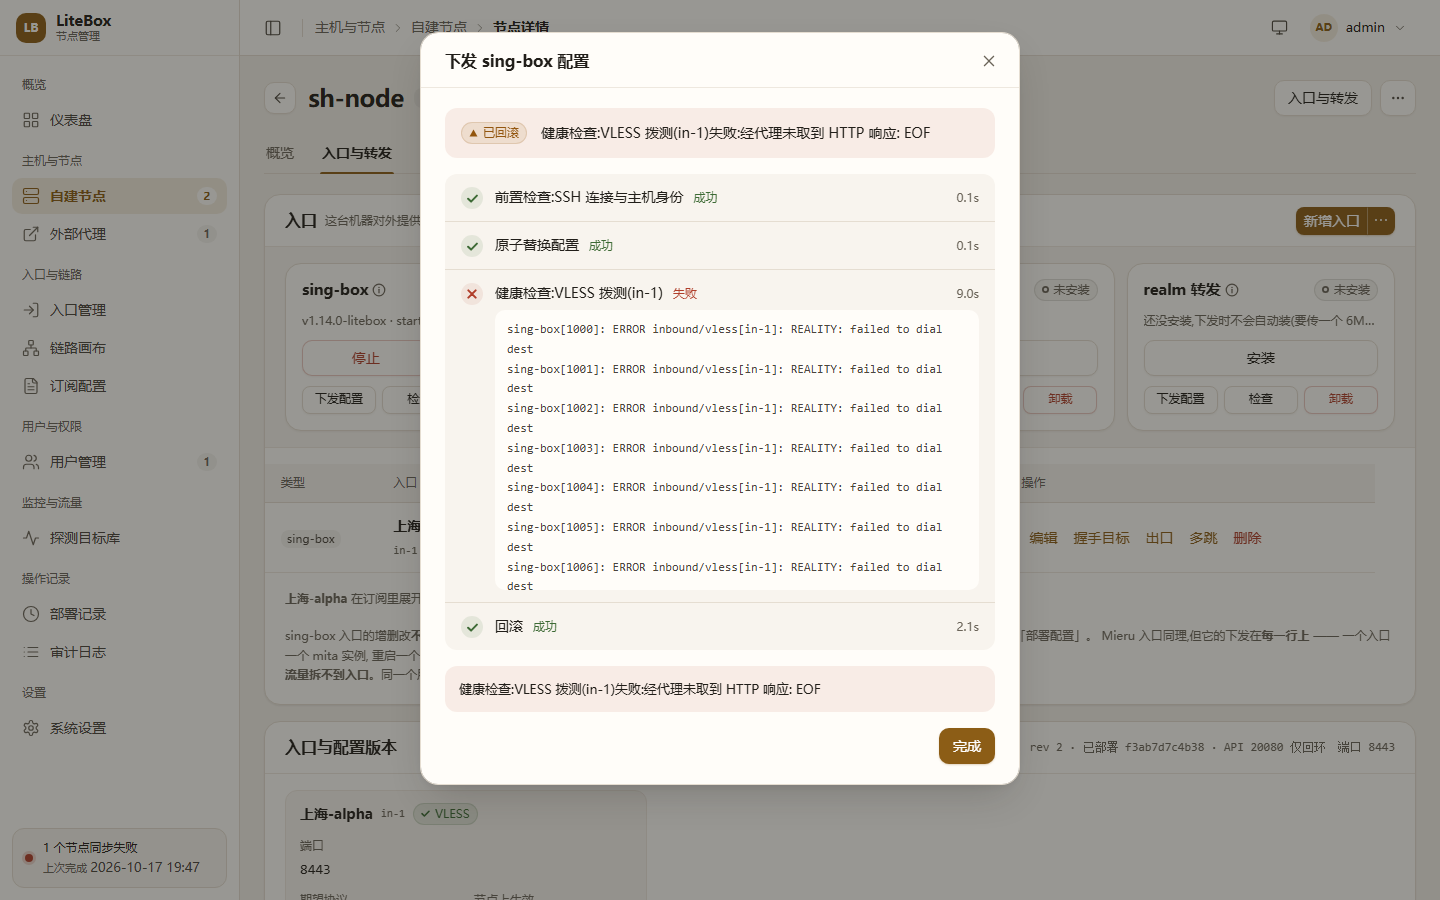 LB
LiteBox
节点管理
概览
仪表盘
主机与节点
自建节点 2
外部代理 1
入口与链路
入口管理
链路画布
订阅配置
用户与权限
用户管理 1
监控与流量
探测目标库
操作记录
部署记录
审计日志
设置
系统设置
1 个节点同步失败
上次完成 2026-10-17 19:47
主机与节点 > 自建节点 > 节点详情
AD admin
sh-node
入口与转发
概览 入口与转发
入口 这台机器对外提供
新增入口
sing-box
v1.14.0-litebox · start
停止
下发配置
未安装
卸载
realm 转发 未安装
还没安装,下发时不会自动装(要传一个 6M...
安装
下发配置 检查 卸载
类型 入口 操作
sing-box
上海
in-1
编辑 握手目标 出口 多跳 删除
上海-alpha 在订阅里展开
sing-box 入口的增删改不
「部署配置」。 Mieru 入口同理,但它的下发在每一行上 —— 一个入口
一个 mita 实例, 重启一个
流量拆不到入口。同一个
入口与配置版本
rev 2 · 已部署 f3ab7d7c4b38 · API 20080 仅回环 端口 8443
上海-alpha in-1 VLESS
端口
8443
下发 sing-box 配置
已回滚 健康检查:VLESS 拨测(in-1)失败:经代理未取到 HTTP 响应: EOF
前置检查:SSH 连接与主机身份 成功 0.1s
原子替换配置 成功 0.1s
健康检查:VLESS 拨测(in-1) 失败 9.0s
sing-box[1000]: ERROR inbound/vless[in-1]: REALITY: failed to dial
dest
sing-box[1001]: ERROR inbound/vless[in-1]: REALITY: failed to dial
dest
sing-box[1002]: ERROR inbound/vless[in-1]: REALITY: failed to dial
dest
sing-box[1003]: ERROR inbound/vless[in-1]: REALITY: failed to dial
dest
sing-box[1004]: ERROR inbound/vless[in-1]: REALITY: failed to dial
dest
sing-box[1005]: ERROR inbound/vless[in-1]: REALITY: failed to dial
dest
sing-box[1006]: ERROR inbound/vless[in-1]: REALITY: failed to dial
dest
回滚 成功 2.1s
健康检查:VLESS 拨测(in-1)失败:经代理未取到 HTTP 响应: EOF
完成